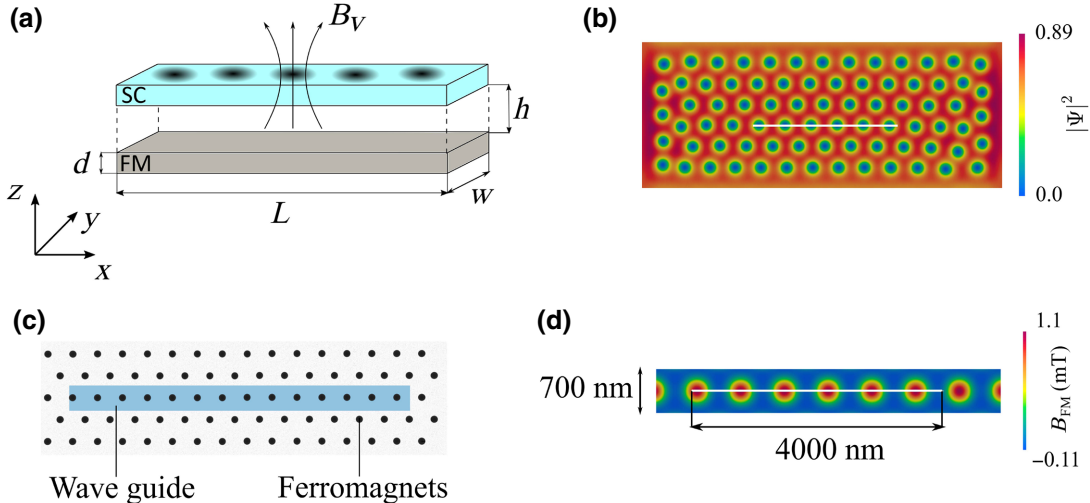 (a)
B_V
SC
h
FM
d
w
L
z
y
x
(b)
0.89
|Ψ|²
0.0
(c)
Wave guide
Ferromagnets
(d)
1.1
700 nm
B_FM (mT)
4000 nm
−0.11